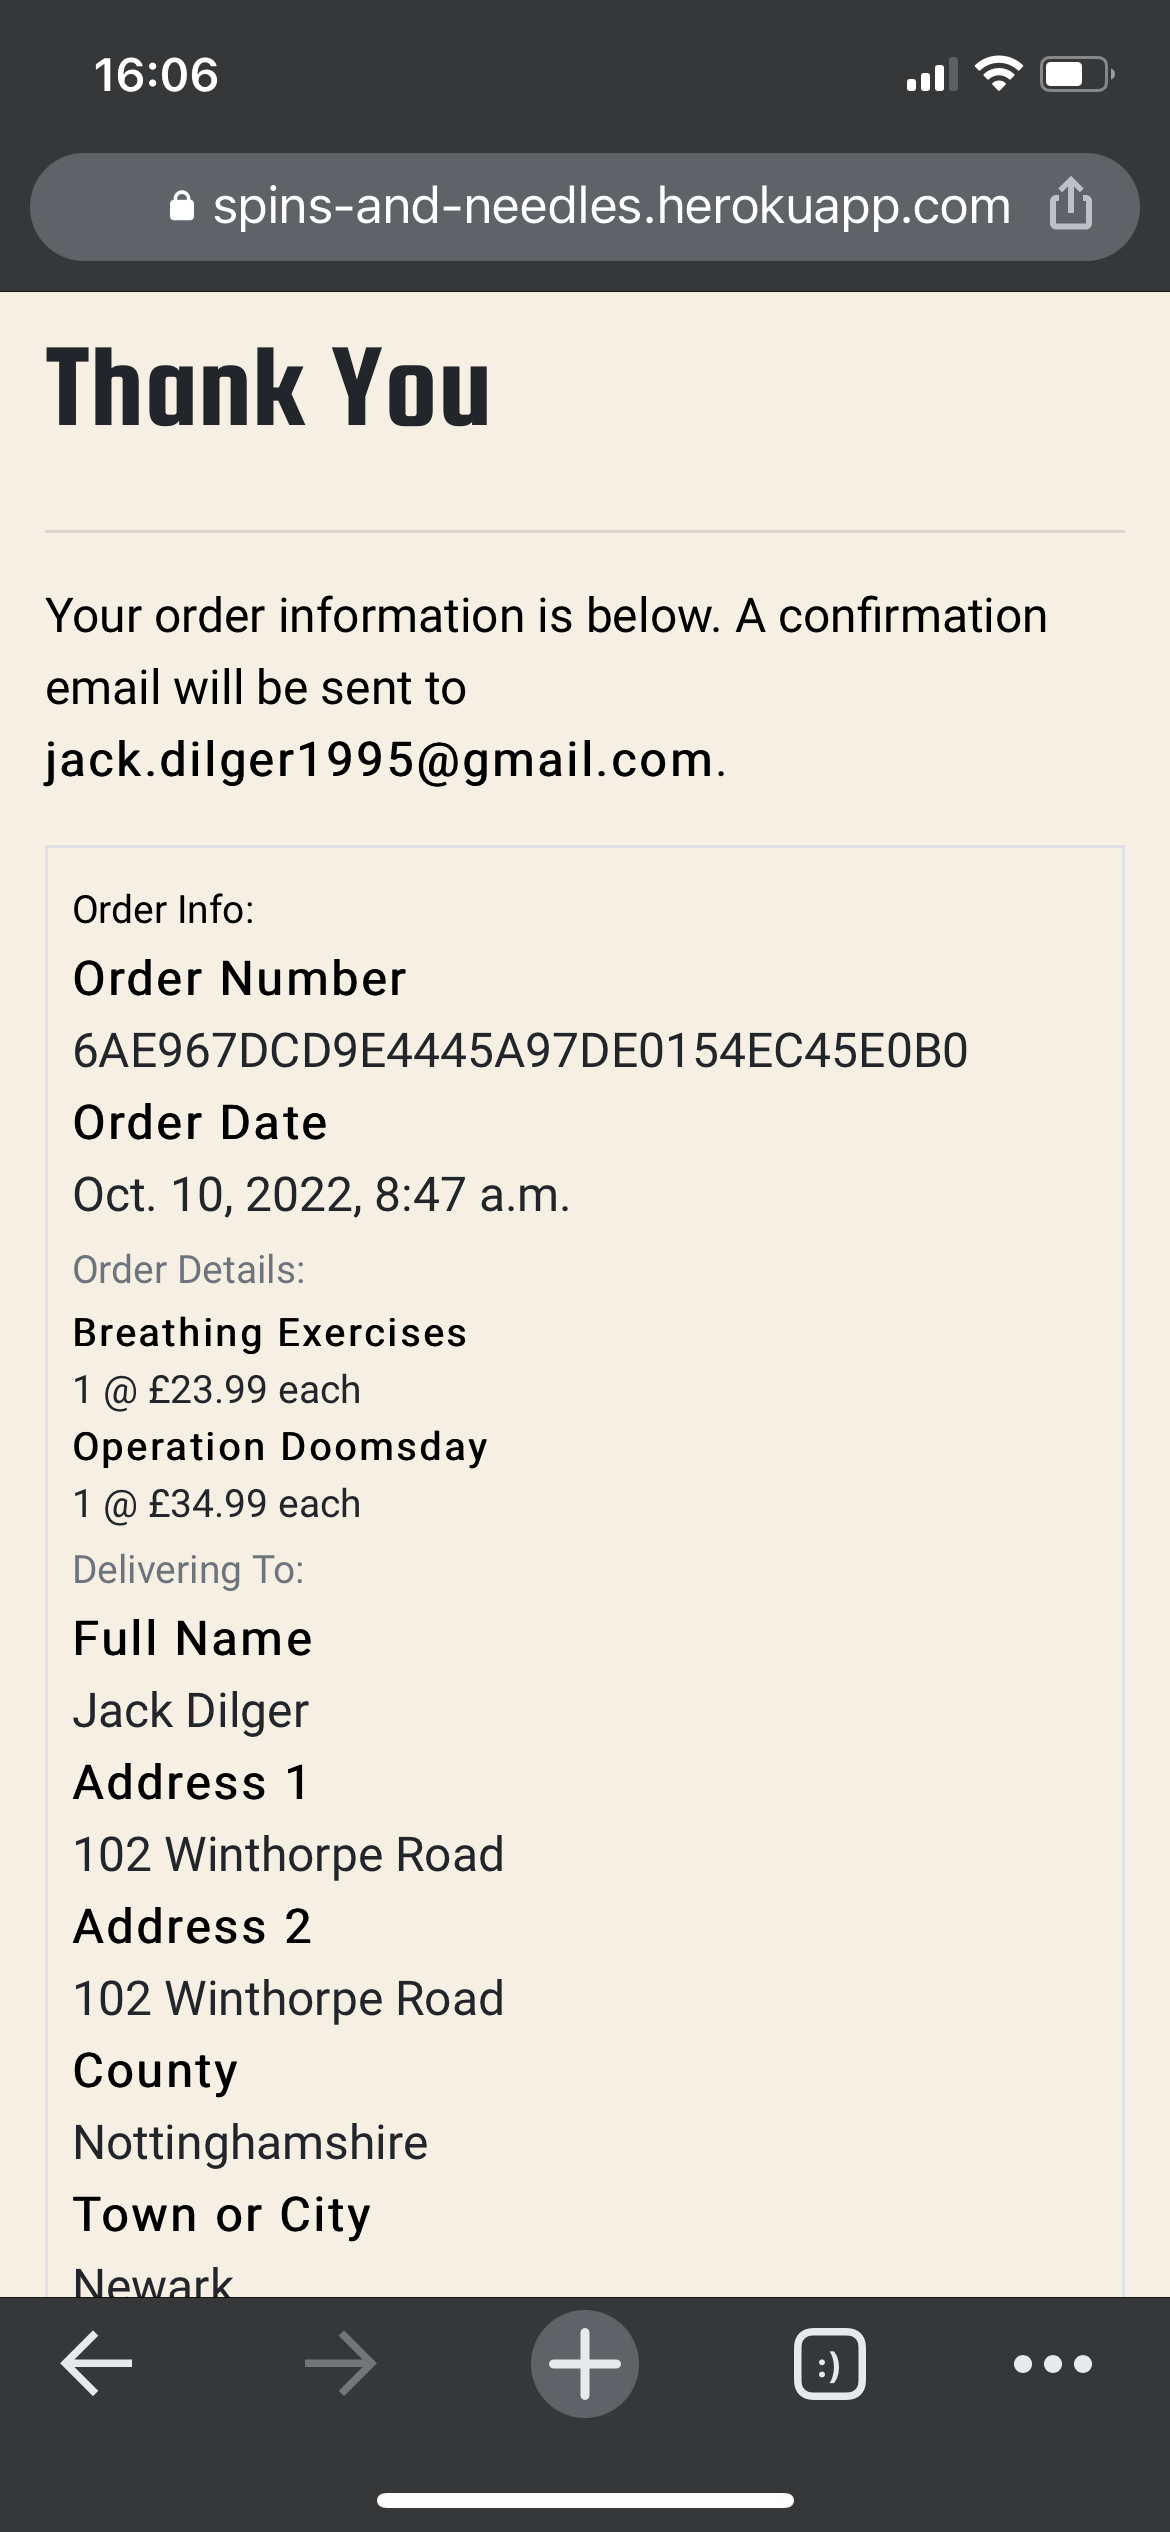 16:06
spins-and-needles.herokuapp.com
Thank You
Your order information is below. A confirmation
email will be sent to
jack.dilger1995@gmail.com.
Order Info:
Order Number
6AE967DCD9E4445A97DE0154EC45E0B0
Order Date
Oct. 10, 2022, 8:47 a.m.
Order Details:
Breathing Exercises
1 @ £23.99 each
Operation Doomsday
1 @ £34.99 each
Delivering To:
Full Name
Jack Dilger
Address 1
102 Winthorpe Road
Address 2
102 Winthorpe Road
County
Nottinghamshire
Town or City
Newark
:)